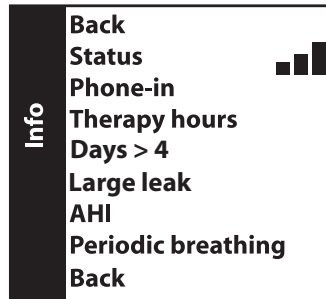 Info
Back
Status
Phone-in
Therapy hours
Days > 4
Large leak
AHI
Periodic breathing
Back